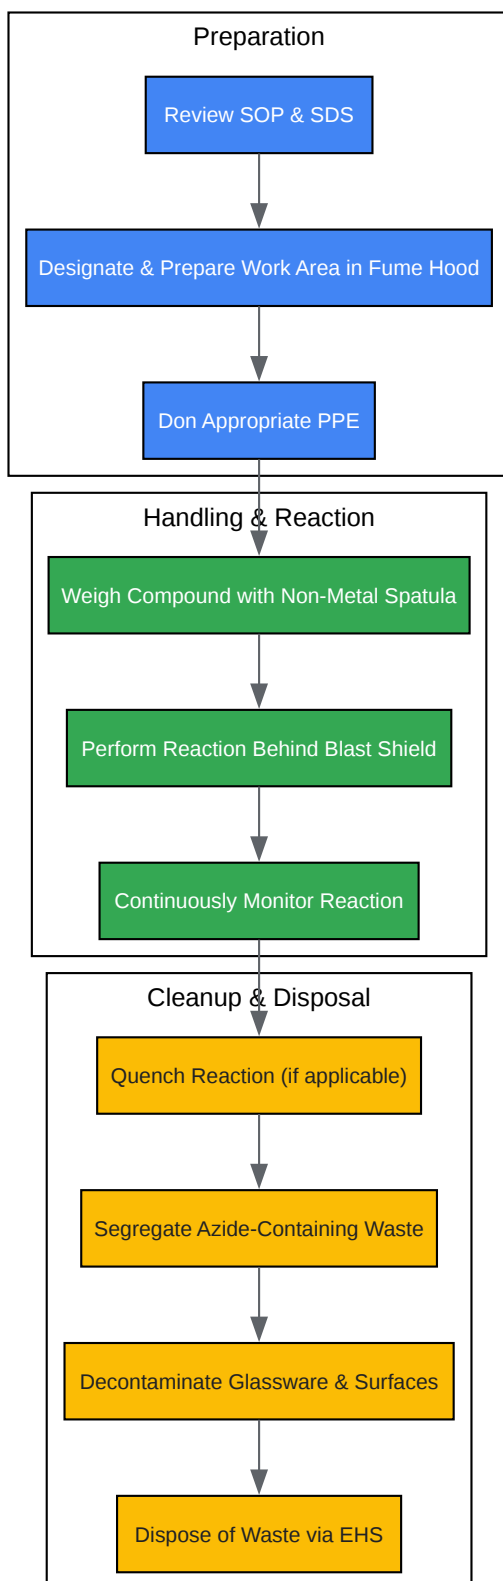 Preparation
Review SOP & SDS
Designate & Prepare Work Area in Fume Hood
Don Appropriate PPE
Handling & Reaction
Weigh Compound with Non-Metal Spatula
Perform Reaction Behind Blast Shield
Continuously Monitor Reaction
Cleanup & Disposal
Quench Reaction (if applicable)
Segregate Azide-Containing Waste
Decontaminate Glassware & Surfaces
Dispose of Waste via EHS